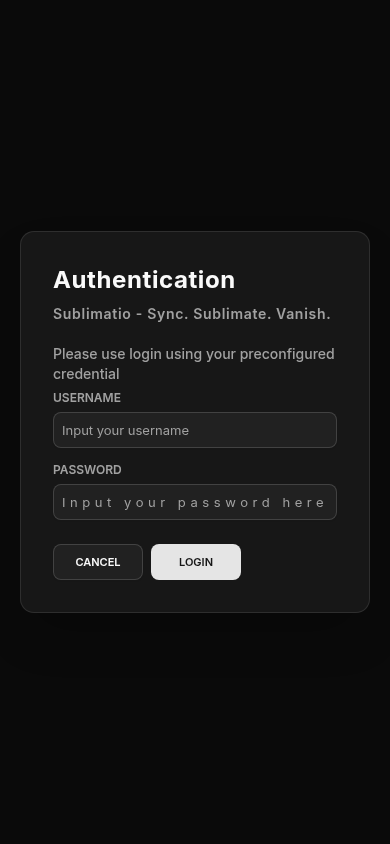 Authentication
Sublimatio - Sync. Sublimate. Vanish.
Please use login using your preconfigured
credential
USERNAME
Input your username
PASSWORD
Input your password here
CANCEL LOGIN